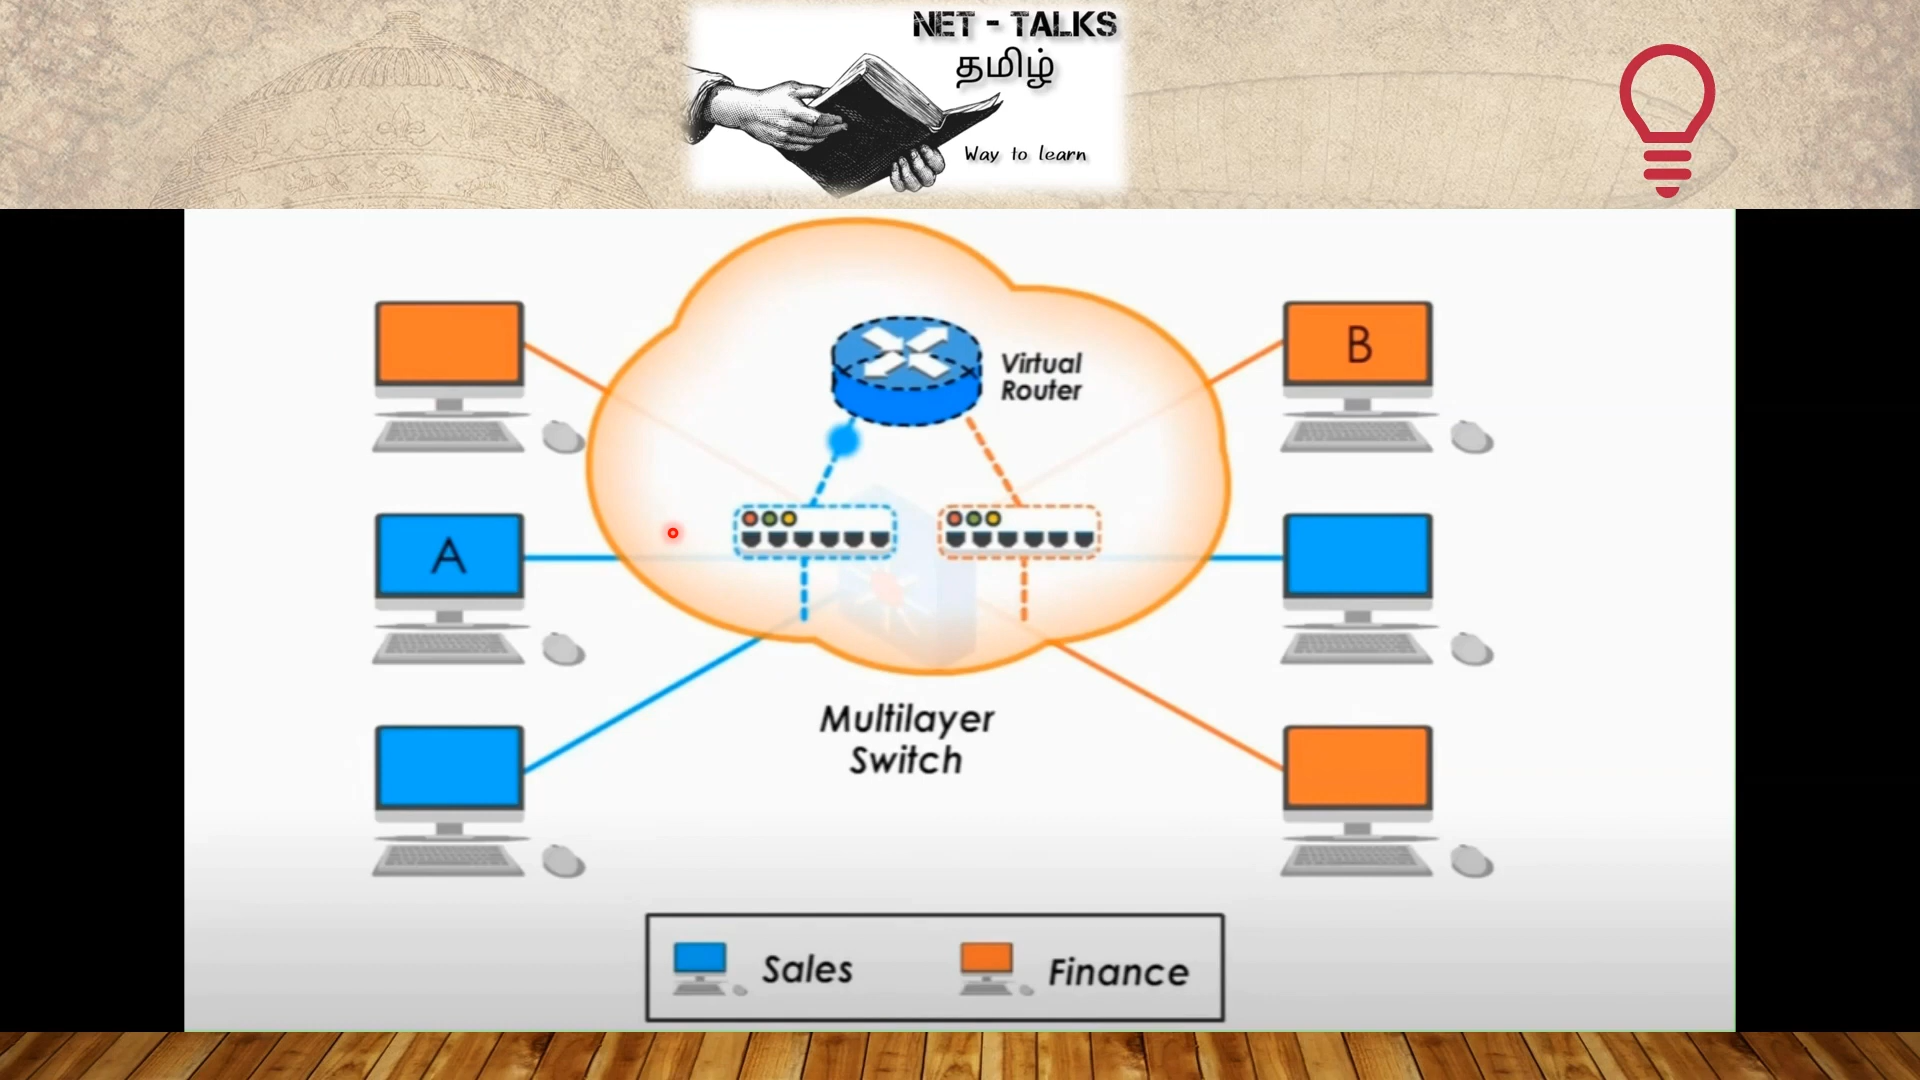 NET - TALKS
தமிழ்
Way to learn
Virtual
Router
B
A
Multilayer
Switch
Sales
Finance